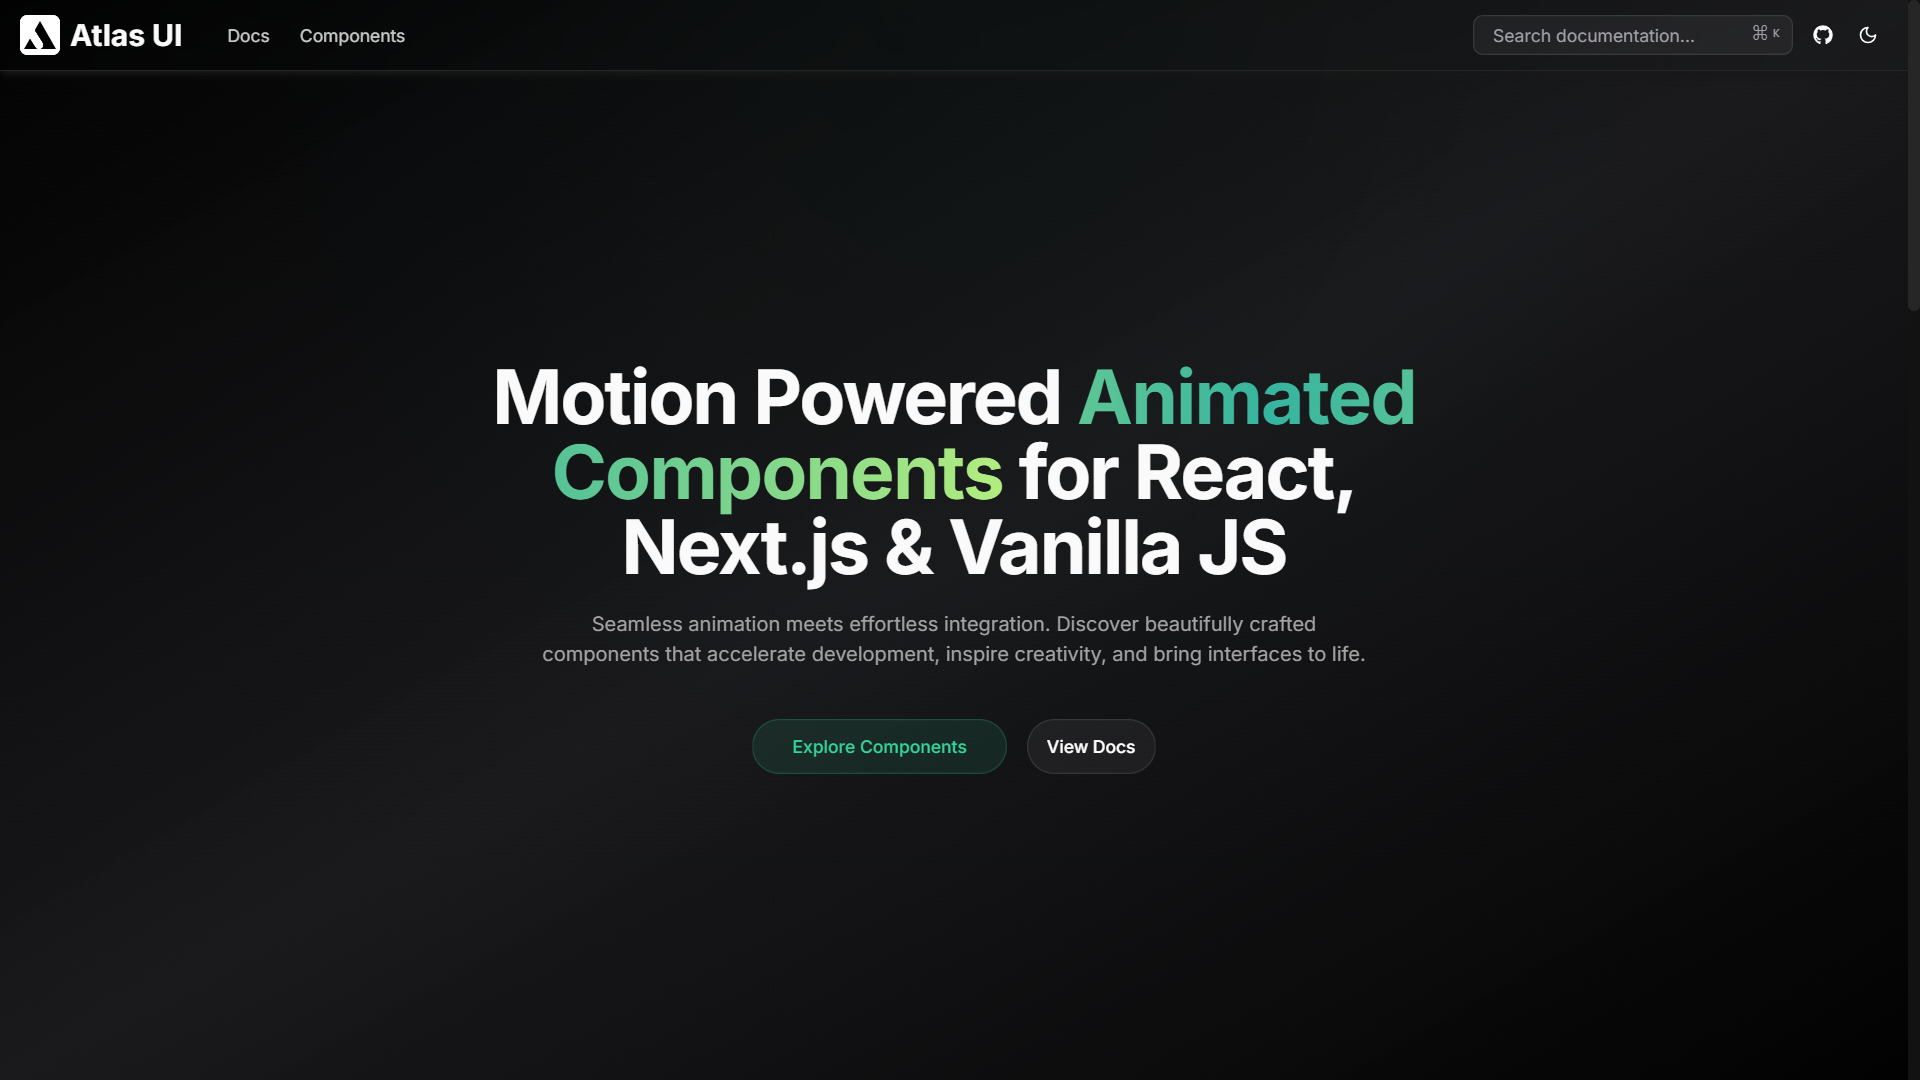 Atlas UI
Docs
Components
Search documentation...
⌘ K
Motion Powered Animated
Components for React,
Next.js & Vanilla JS
Seamless animation meets effortless integration. Discover beautifully crafted
components that accelerate development, inspire creativity, and bring interfaces to life.
Explore Components
View Docs